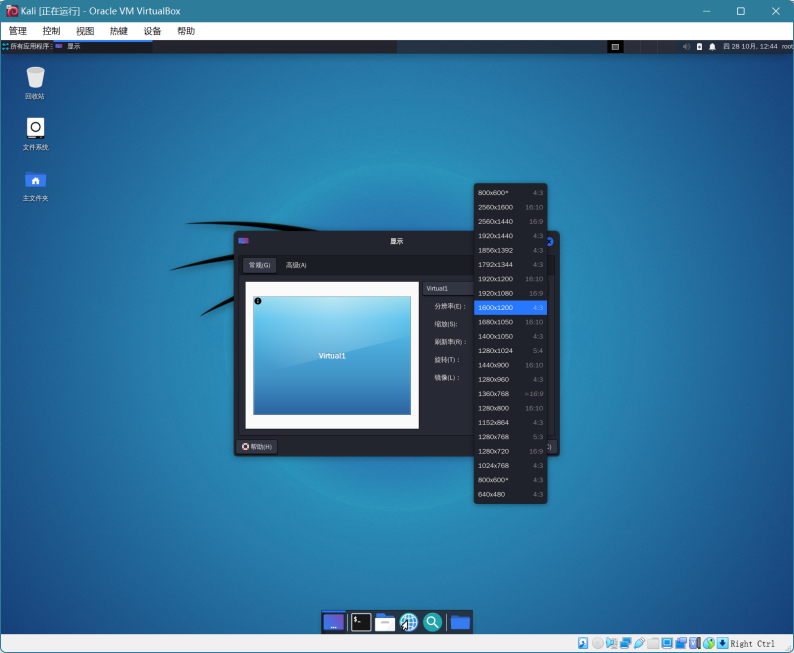 Kali [正在运行] - Oracle VM VirtualBox
管理 控制 视图 热键 设备 帮助
所有应用程序 显示 四 28 10月, 12:44 root
回收站
文件系统
主文件夹
显示
常规(G) 高级(A)
Virtual1
Virtual1
分辨率(E)：
缩放(S):
刷新率(R)：
旋转(T)：
镜像(L)：
帮助(H)
800x600* 4:3
2560x1600 16:10
2560x1440 16:9
1920x1440 4:3
1856x1392 4:3
1792x1344 4:3
1920x1200 16:10
1920x1080 16:9
1600x1200 4:3
1680x1050 16:10
1400x1050 4:3
1280x1024 5:4
1440x900 16:10
1280x960 4:3
1360x768 ≈16:9
1280x800 16:10
1152x864 4:3
1280x768 5:3
1280x720 16:9
1024x768 4:3
800x600* 4:3
640x480 4:3
Right Ctrl